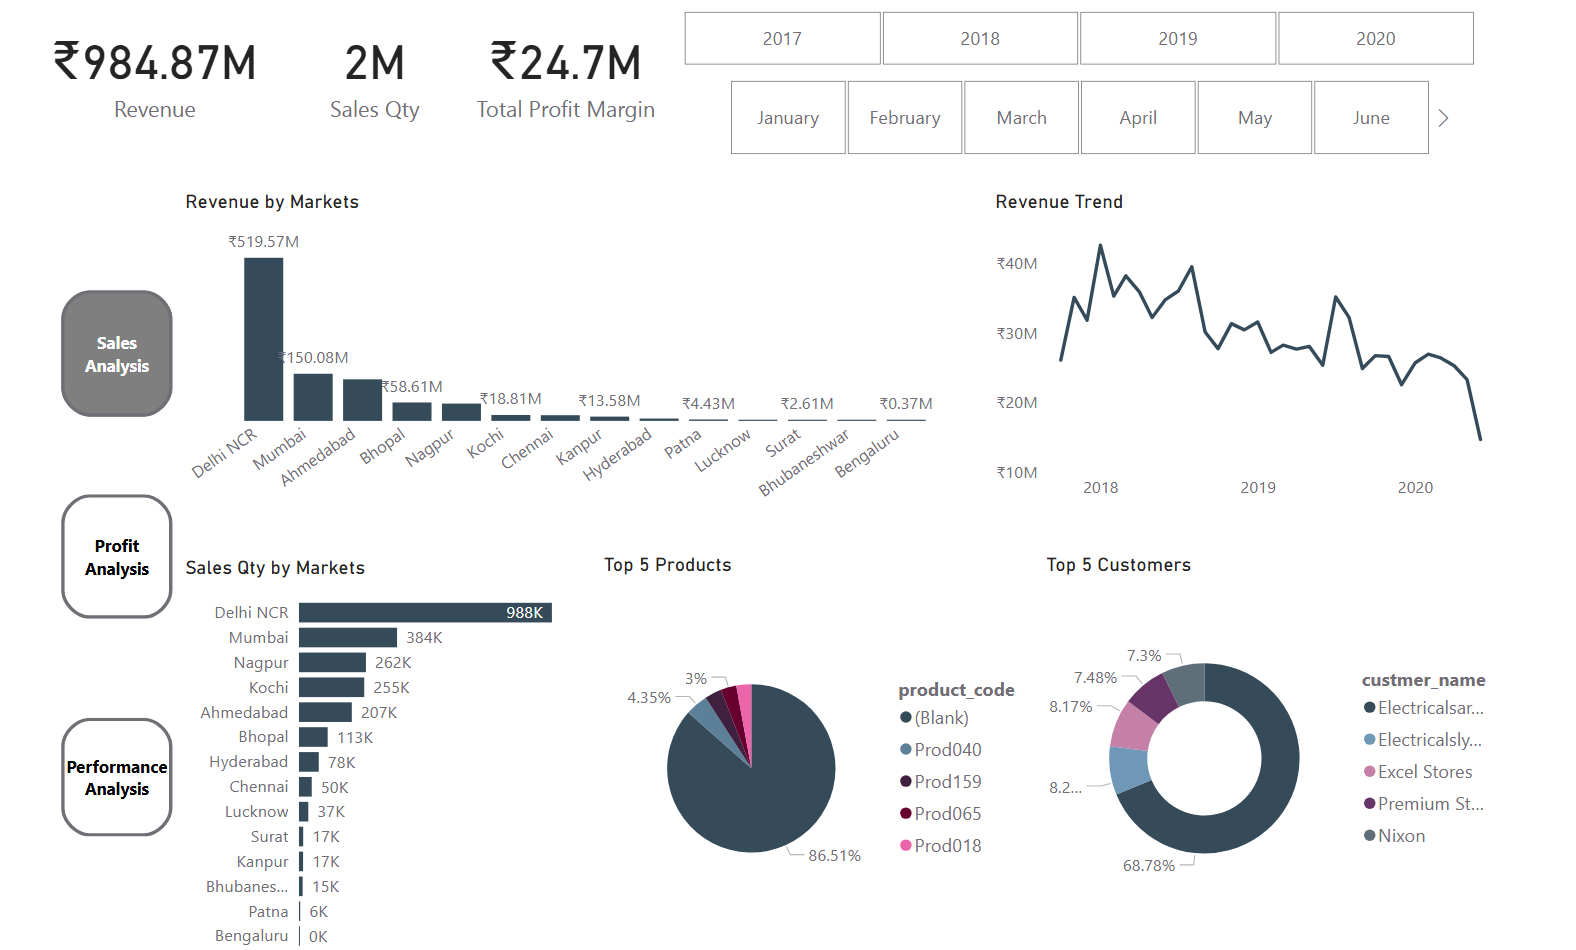 ₹984.87M
Revenue
2M
Sales Qty
₹24.7M
Total Profit Margin
2017
2018
2019
2020
January
February
March
April
May
June
Revenue by Markets
₹519.57M
₹150.08M
₹58.61M
₹18.81M
₹13.58M
₹4.43M
₹2.61M
₹0.37M
Delhi NCR
Mumbai
Ahmedabad
Bhopal
Nagpur
Kochi
Chennai
Kanpur
Hyderabad
Patna
Lucknow
Surat
Bhubaneshwar
Bengaluru
Revenue Trend
₹40M
₹30M
₹20M
₹10M
2018
2019
2020
Sales
Analysis
Profit
Analysis
Performance
Analysis
Sales Qty by Markets
Delhi NCR 988K
Mumbai 384K
Nagpur 262K
Kochi 255K
Ahmedabad 207K
Bhopal 113K
Hyderabad 78K
Chennai 50K
Lucknow 37K
Surat 17K
Kanpur 17K
Bhubanes... 15K
Patna 6K
Bengaluru 0K
Top 5 Products
3%
4.35%
86.51%
product_code
(Blank)
Prod040
Prod159
Prod065
Prod018
Top 5 Customers
7.3%
7.48%
8.17%
8.2...
68.78%
custmer_name
Electricalsar...
Electricalsly...
Excel Stores
Premium St...
Nixon